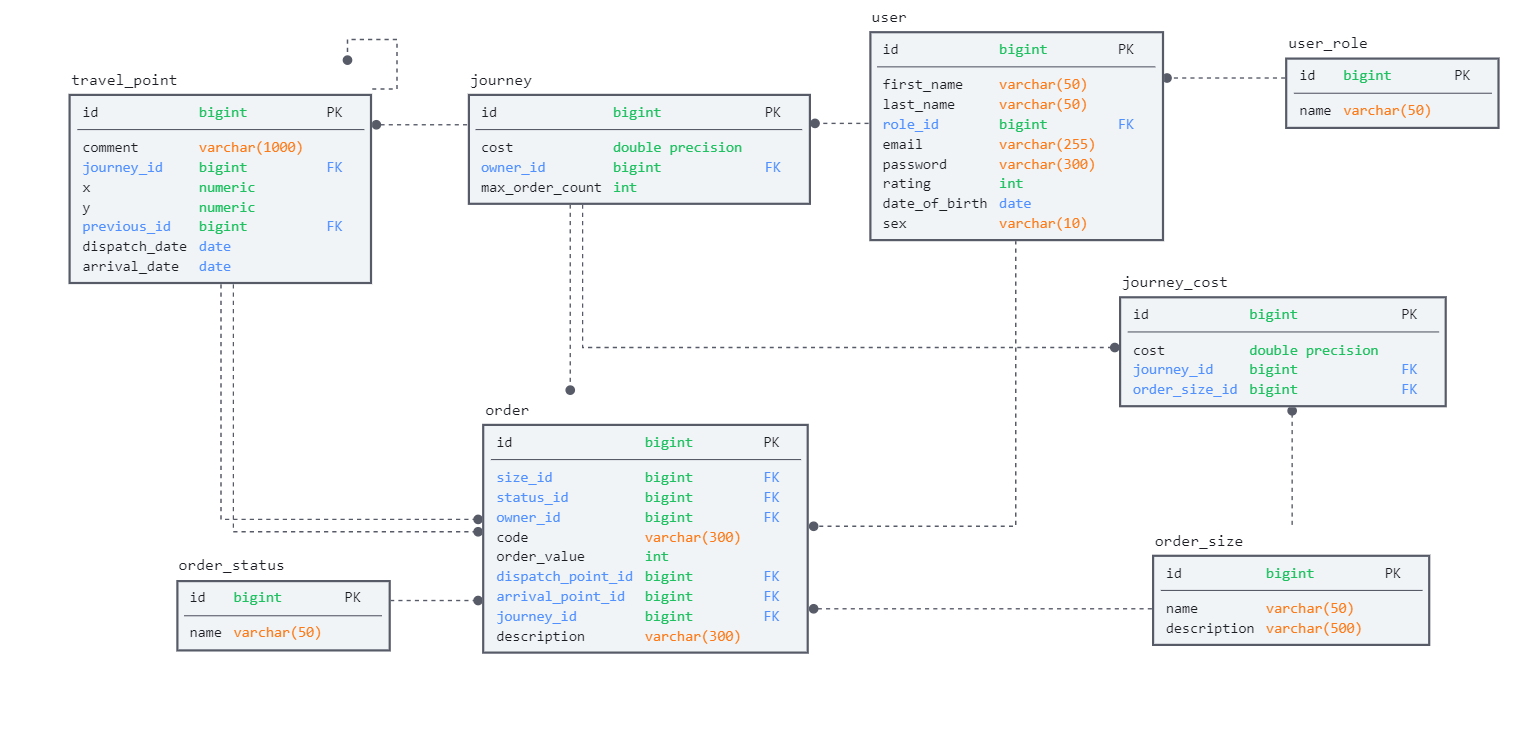 user
id bigint PK
first_name varchar(50)
last_name varchar(50)
role_id bigint FK
email varchar(255)
password varchar(300)
rating int
date_of_birth date
sex varchar(10)
user_role
id bigint PK
name varchar(50)
travel_point
id bigint PK
comment varchar(1000)
journey_id bigint FK
x numeric
y numeric
previous_id bigint FK
dispatch_date date
arrival_date date
journey
id bigint PK
cost double precision
owner_id bigint FK
max_order_count int
journey_cost
id bigint PK
cost double precision
journey_id bigint FK
order_size_id bigint FK
order
id bigint PK
size_id bigint FK
status_id bigint FK
owner_id bigint FK
code varchar(300)
order_value int
dispatch_point_id bigint FK
arrival_point_id bigint FK
journey_id bigint FK
description varchar(300)
order_status
id bigint PK
name varchar(50)
order_size
id bigint PK
name varchar(50)
description varchar(500)